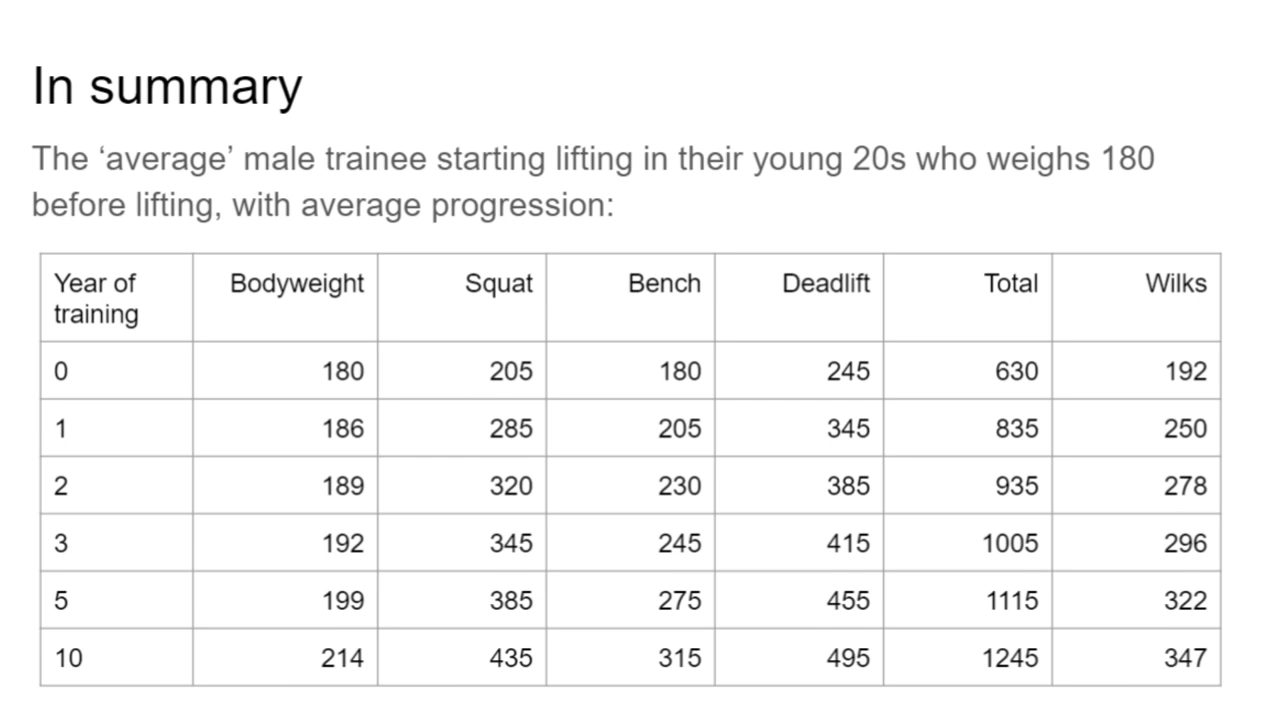 In summary
The ‘average’ male trainee starting lifting in their young 20s who weighs 180
before lifting, with average progression:
Year of training Bodyweight Squat Bench Deadlift Total Wilks
0 180 205 180 245 630 192
1 186 285 205 345 835 250
2 189 320 230 385 935 278
3 192 345 245 415 1005 296
5 199 385 275 455 1115 322
10 214 435 315 495 1245 347